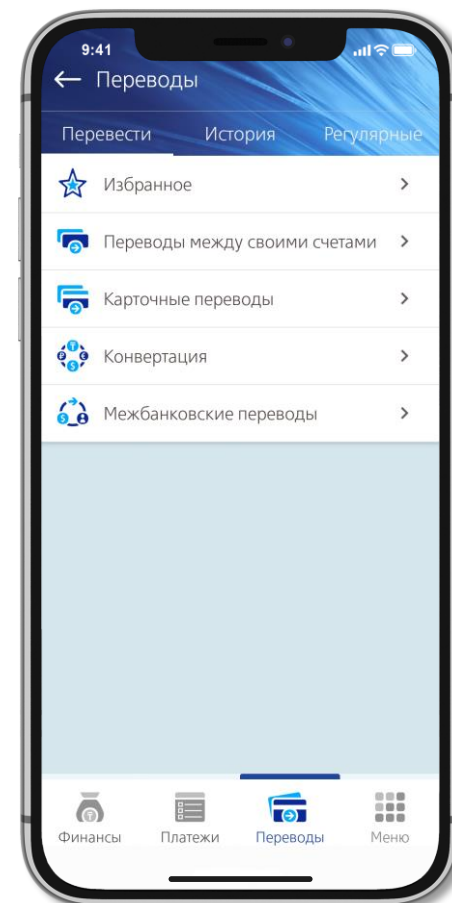 9:41
Переводы
Перевести История Регулярные
Избранное
Переводы между своими счетами
Карточные переводы
Конвертация
Межбанковские переводы
Финансы Платежи Переводы Меню